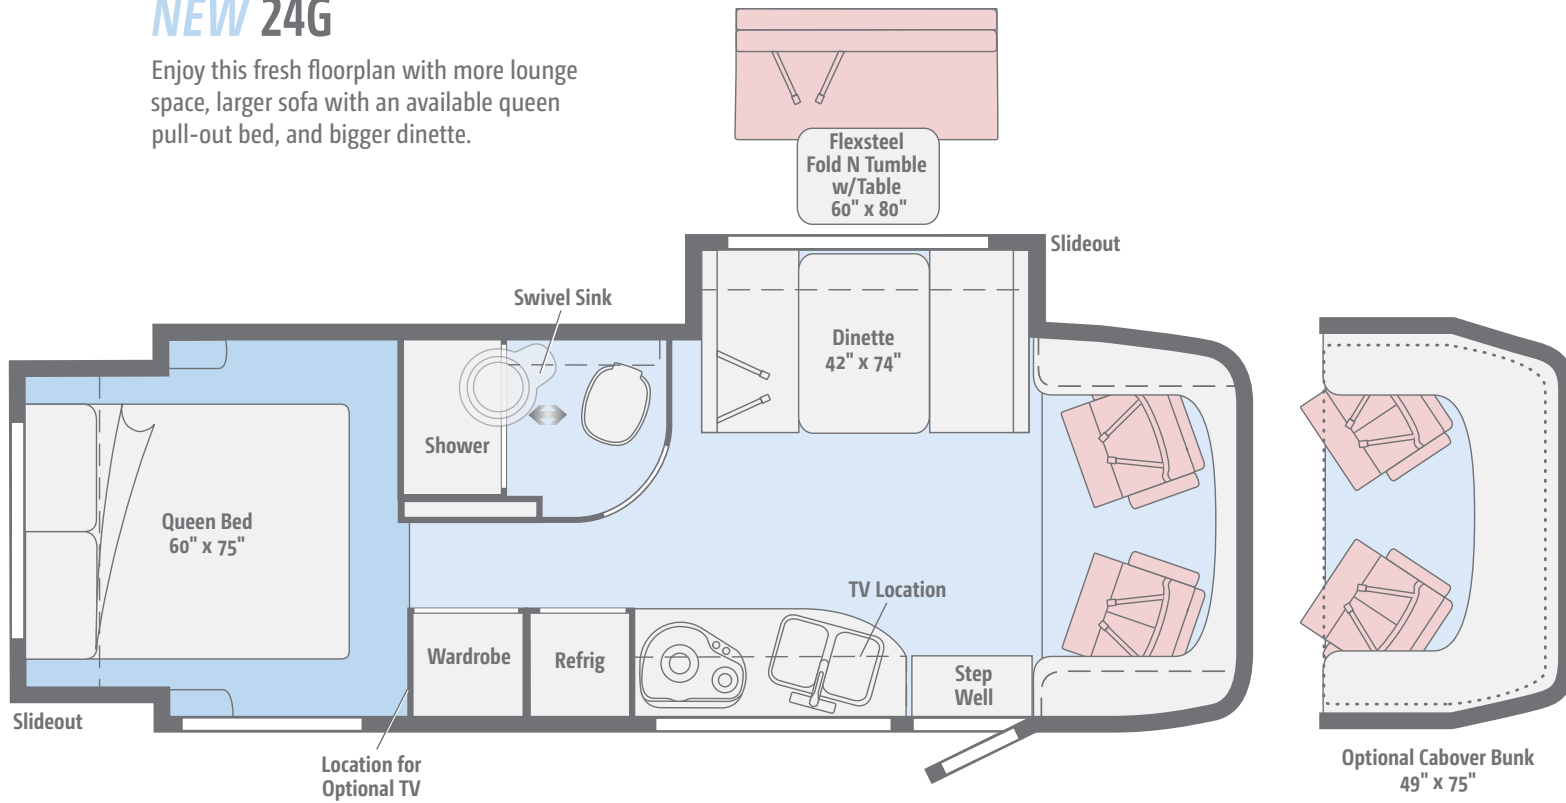 NEW 24G
Enjoy this fresh floorplan with more lounge
space, larger sofa with an available queen
pull-out bed, and bigger dinette.
Flexsteel
Fold N Tumble
w/Table
60" x 80"
Slideout
Swivel Sink
Dinette
42" x 74"
Shower
Queen Bed
60" x 75"
TV Location
Wardrobe
Refrig
Step
Well
Slideout
Location for
Optional TV
Optional Cabover Bunk
49" x 75"